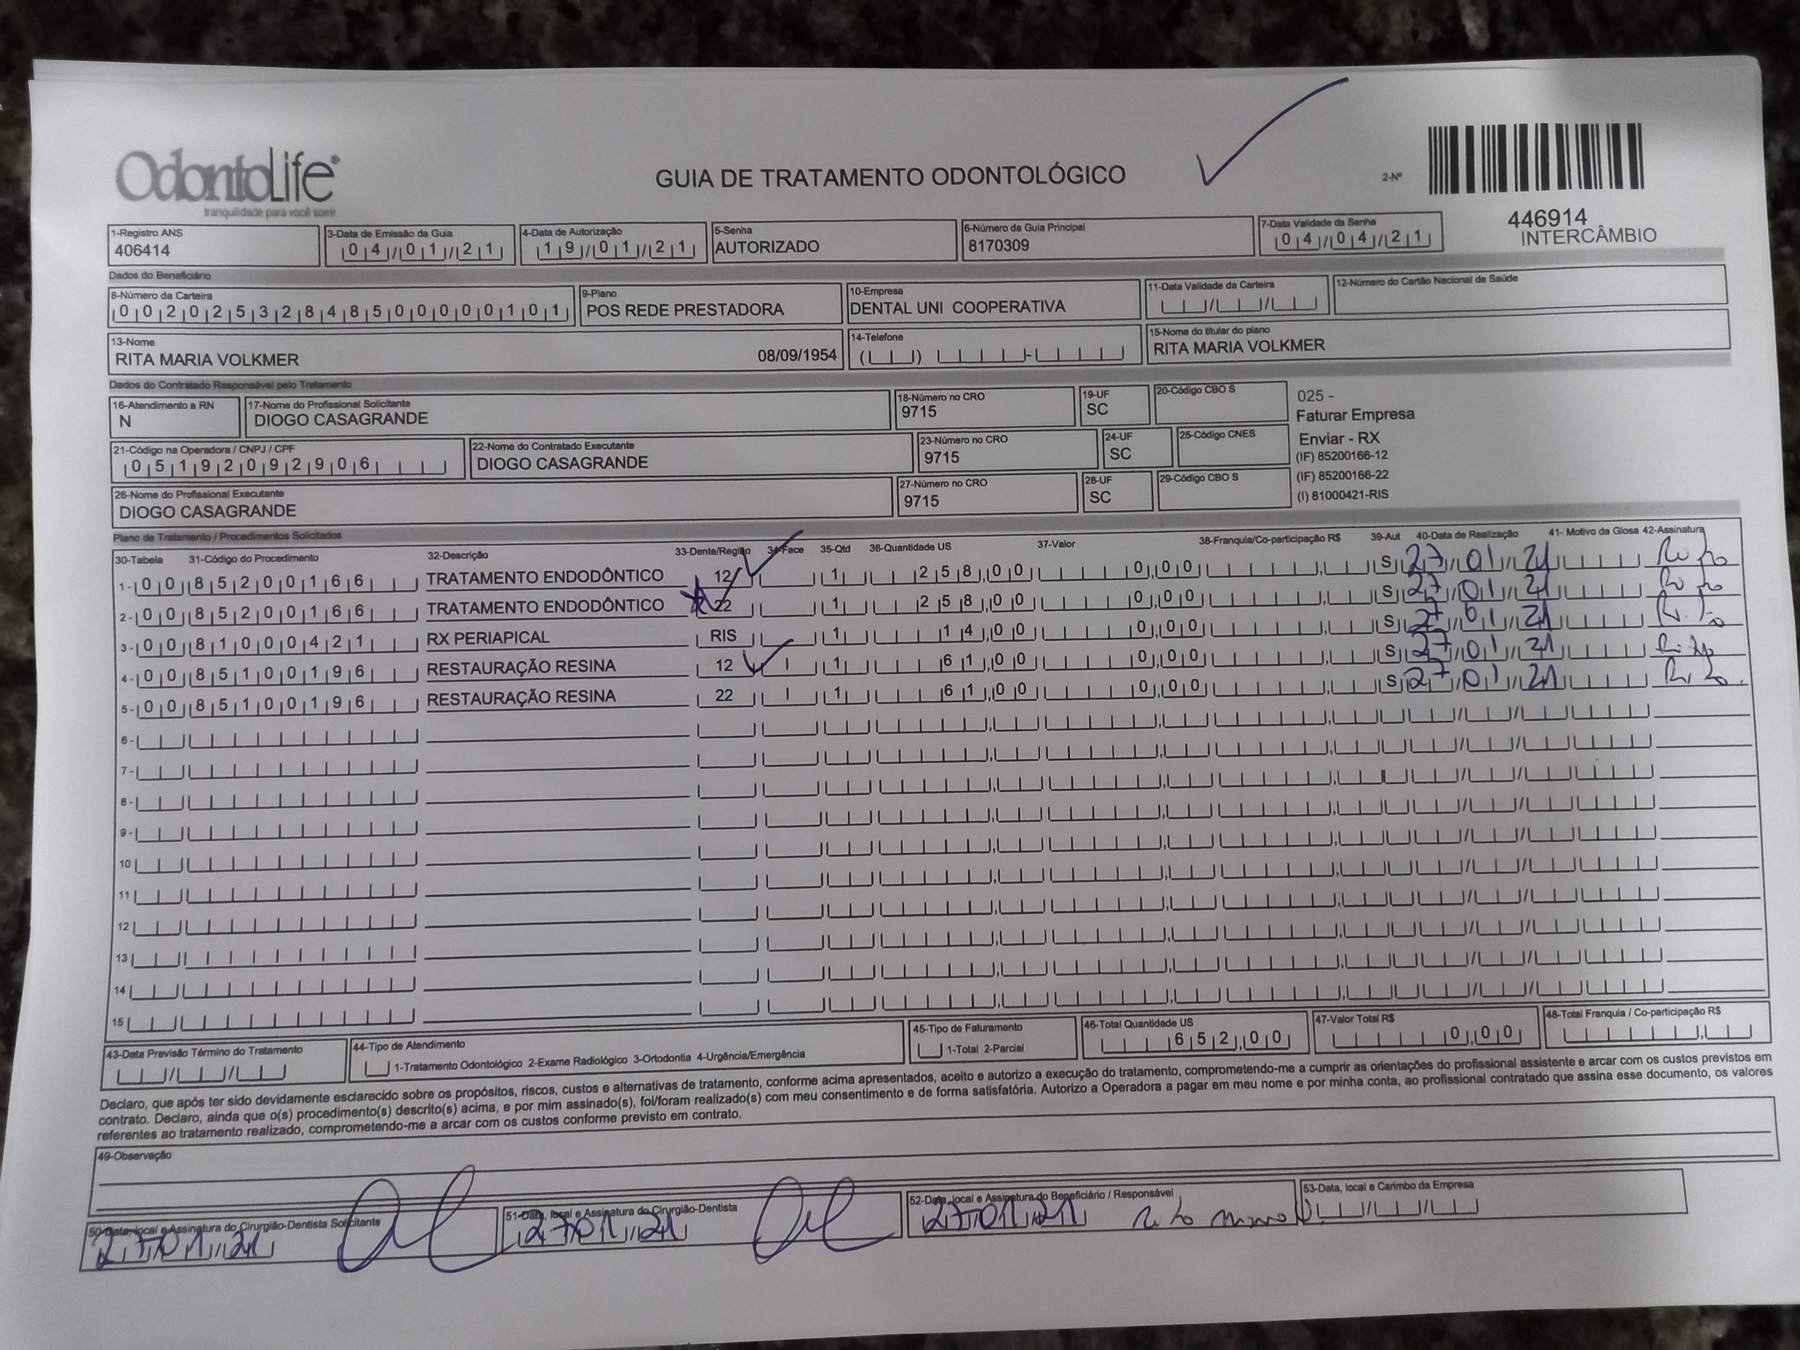 OdontoLife®
tranquilidade para você sorrir
GUIA DE TRATAMENTO ODONTOLÓGICO
2-Nº
446914
INTERCÂMBIO
1-Registro ANS
406414
3-Data de Emissão da Guia
04/01/21
4-Data de Autorização
19/01/21
5-Senha
AUTORIZADO
6-Número da Guia Principal
8170309
7-Data Validade da Senha
04/04/21
Dados do Beneficiário
8-Número da Carteira
00202532848500000101
9-Plano
POS REDE PRESTADORA
10-Empresa
DENTAL UNI COOPERATIVA
11-Data Validade da Carteira
12-Número do Cartão Nacional de Saúde
13-Nome
RITA MARIA VOLKMER 08/09/1954
14-Telefone
15-Nome do titular do plano
RITA MARIA VOLKMER
Dados do Contratado Responsável pelo Tratamento
16-Atendimento a RN
N
17-Nome do Profissional Solicitante
DIOGO CASAGRANDE
18-Número no CRO
9715
19-UF
SC
20-Código CBO S
025 -
Faturar Empresa
Enviar - RX
(IF) 85200166-12
(IF) 85200166-22
(I) 81000421-RIS
21-Código na Operadora / CNPJ / CPF
05192092906
22-Nome do Contratado Executante
DIOGO CASAGRANDE
23-Número no CRO
9715
24-UF
SC
25-Código CNES
26-Nome do Profissional Executante
DIOGO CASAGRANDE
27-Número no CRO
9715
28-UF
SC
29-Código CBO S
Plano de Tratamento / Procedimentos Solicitados
30-Tabela 31-Código do Procedimento 32-Descrição 33-Dente/Região 34-Face 35-Qtd 36-Quantidade US 37-Valor 38-Franquia/Co-participação R$ 39-Aut 40-Data de Realização 41- Motivo da Glosa 42-Assinatura
1- 00 85200166 TRATAMENTO ENDODÔNTICO 12 1 258,00 0,00 S 27/01/21
2- 00 85200166 TRATAMENTO ENDODÔNTICO 22 1 258,00 0,00 S 27/01/21
3- 00 81000421 RX PERIAPICAL RIS 1 14,00 0,00 S 27/01/21
4- 00 85100196 RESTAURAÇÃO RESINA 12 I 1 61,00 0,00 S 27/01/21
5- 00 85100196 RESTAURAÇÃO RESINA 22 I 1 61,00 0,00 S 27/01/21
6-
7-
8-
9-
10
11
12
13
14
15
43-Data Previsão Término do Tratamento
44-Tipo de Atendimento
1-Tratamento Odontológico 2-Exame Radiológico 3-Ortodontia 4-Urgência/Emergência
45-Tipo de Faturamento
1-Total 2-Parcial
46-Total Quantidade US
652,00
47-Valor Total R$
0,00
48-Total Franquia / Co-participação R$
Declaro, que após ter sido devidamente esclarecido sobre os propósitos, riscos, custos e alternativas de tratamento, conforme acima apresentados, aceito e autorizo a execução do tratamento, comprometendo-me a cumprir as orientações do profissional assistente e arcar com os custos previstos em
contrato. Declaro, ainda que o(s) procedimento(s) descrito(s) acima, e por mim assinado(s), foi/foram realizado(s) com meu consentimento e de forma satisfatória. Autorizo a Operadora a pagar em meu nome e por minha conta, ao profissional contratado que assina esse documento, os valores
referentes ao tratamento realizado, comprometendo-me a arcar com os custos conforme previsto em contrato.
49-Observação
50-Data, local e Assinatura do Cirurgião-Dentista Solicitante
27/01/21
51-Data, local e Assinatura do Cirurgião-Dentista
27/01/21
52-Data, local e Assinatura do Beneficiário / Responsável
27/01/21
53-Data, local e Carimbo da Empresa